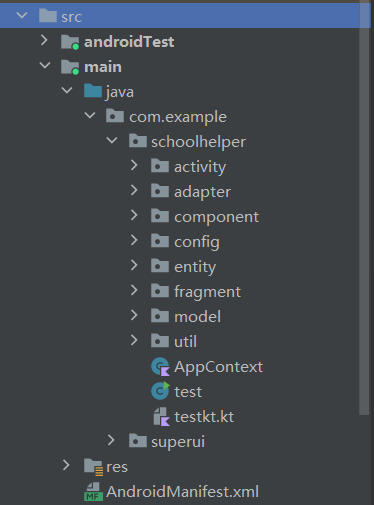 src
androidTest
main
java
com.example
schoolhelper
activity
adapter
component
config
entity
fragment
model
util
AppContext
test
testkt.kt
superui
res
MF AndroidManifest.xml